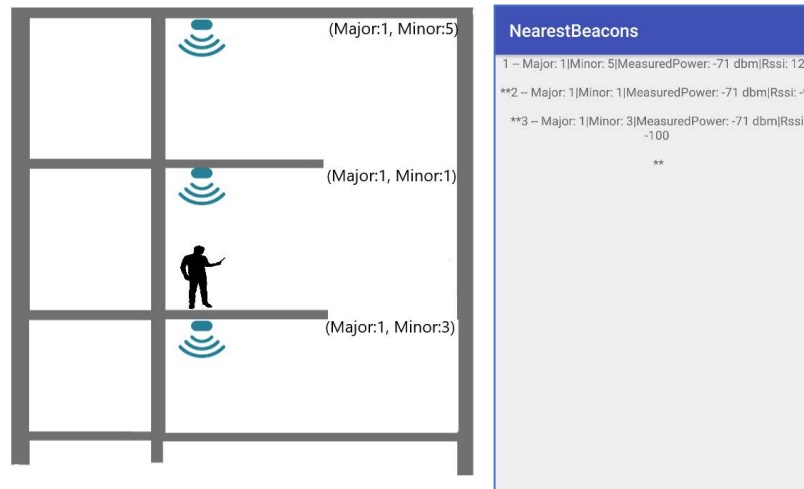 (Major:1, Minor:5)
(Major:1, Minor:1)
(Major:1, Minor:3)
NearestBeacons
1 -- Major: 1|Minor: 5|MeasuredPower: -71 dbm|Rssi: 12
**2 -- Major: 1|Minor: 1|MeasuredPower: -71 dbm|Rssi:
**3 -- Major: 1|Minor: 3|MeasuredPower: -71 dbm|Rssi
-100
**